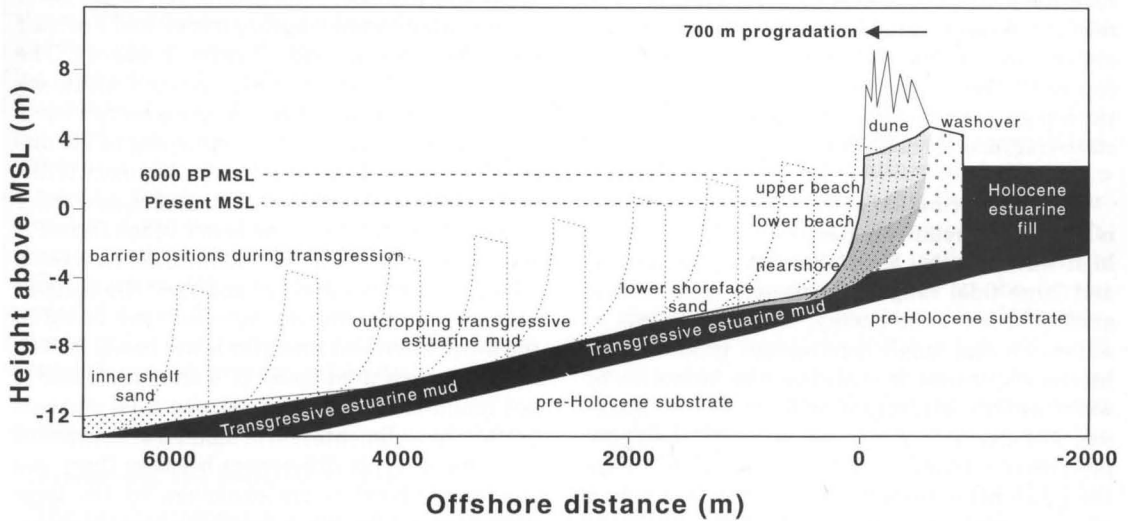 700 m progradation
8
4
0
-4
-8
-12
Height above MSL (m)
dune
washover
6000 BP MSL
upper beach
Present MSL
lower beach
Holocene
estuarine
fill
barrier positions during transgression
nearshore
lower shoreface
sand
outcropping transgressive
estuarine mud
Transgressive estuarine mud
pre-Holocene substrate
inner shelf
sand
Transgressive estuarine mud
pre-Holocene substrate
6000
4000
2000
0
-2000
Offshore distance (m)